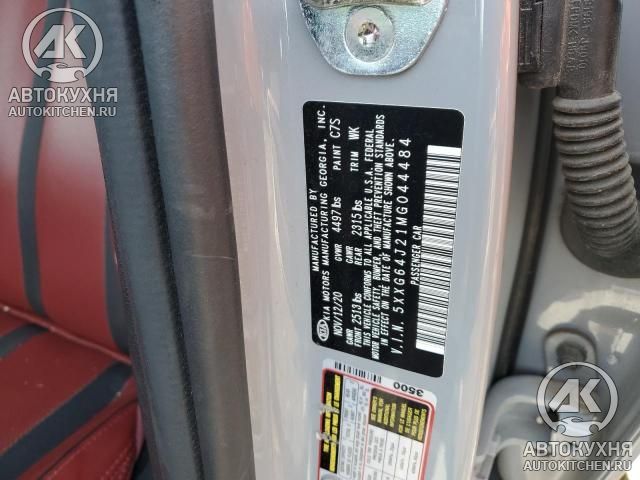 АВТОКУХНЯ
AUTOKITCHEN.RU
MANUFACTURED BY
KIA MOTORS MANUFACTURING GEORGIA, INC.
KIA
NOV/12/20 GVWR 4497 lbs PAINT C7S
GAWR FRONT 2513 lbs GAWR REAR 2315 lbs TRIM WK
THIS VEHICLE CONFORMS TO ALL APPLICABLE U.S.A. FEDERAL
MOTOR VEHICLE SAFETY, BUMPER, AND THEFT PREVENTION STANDARDS
IN EFFECT ON THE DATE OF MANUFACTURE SHOWN ABOVE.
V.I.N. 5XXG64J21MG044484
PASSENGER CAR
3500
АВТОКУХНЯ
AUTOKITCHEN.RU